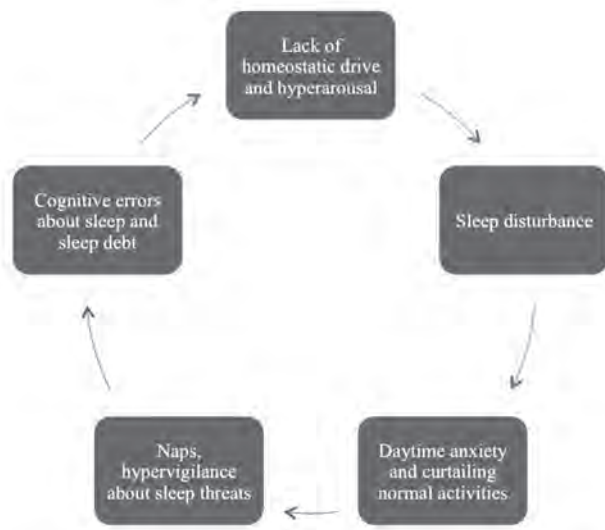 Lack of
homeostatic drive
and hyperarousal
Sleep disturbance
Daytime anxiety
and curtailing
normal activities
Naps,
hypervigilance
about sleep threats
Cognitive errors
about sleep and
sleep debt